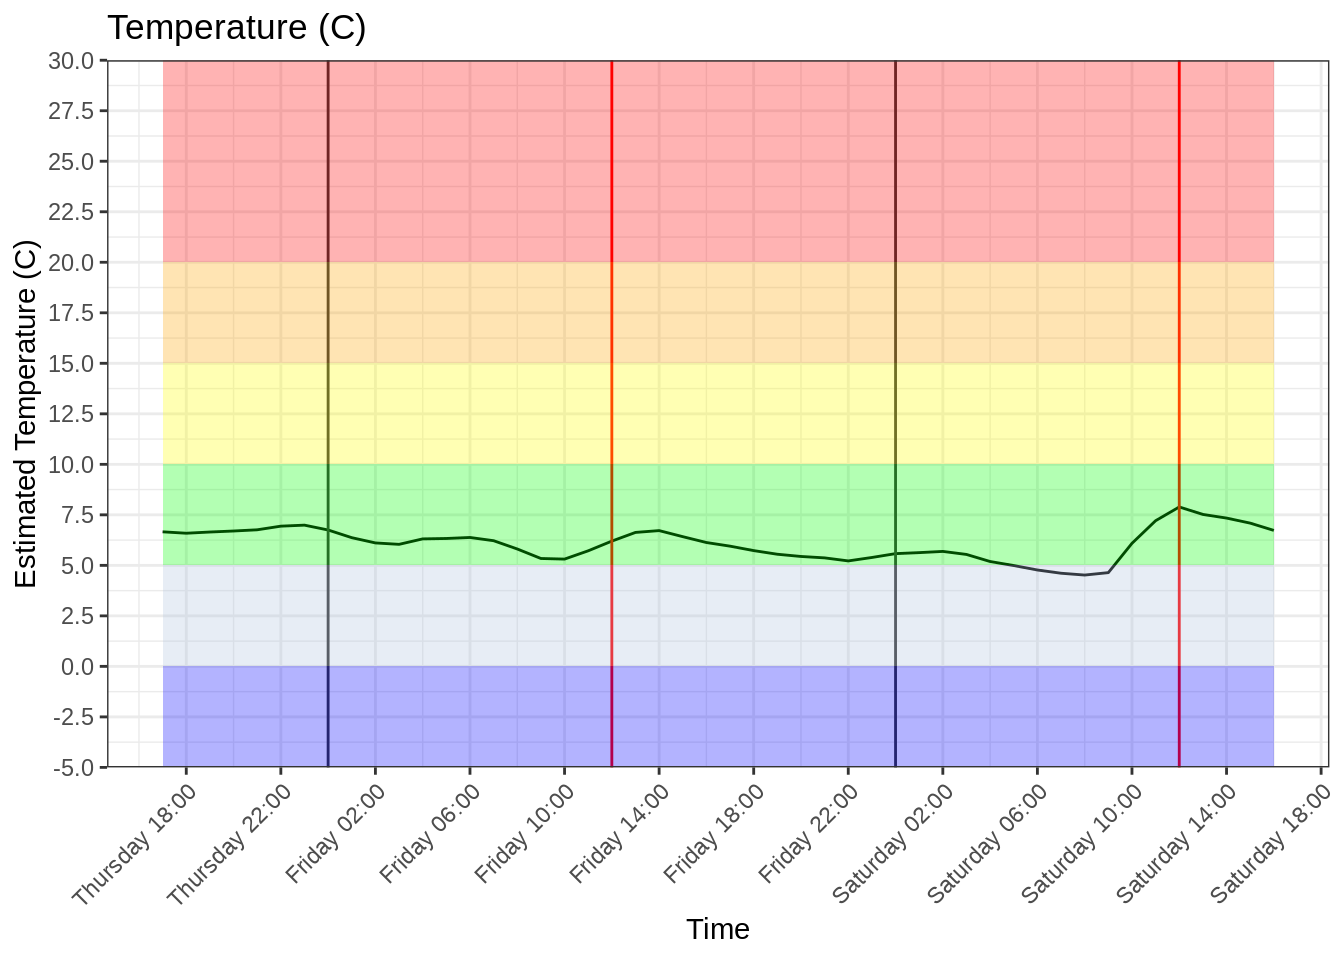 Temperature (C)
Estimated Temperature (C)
30.0
27.5
25.0
22.5
20.0
17.5
15.0
12.5
10.0
7.5
5.0
2.5
0.0
-2.5
-5.0
Thursday 18:00
Thursday 22:00
Friday 02:00
Friday 06:00
Friday 10:00
Friday 14:00
Friday 18:00
Friday 22:00
Saturday 02:00
Saturday 06:00
Saturday 10:00
Saturday 14:00
Saturday 18:00
Time